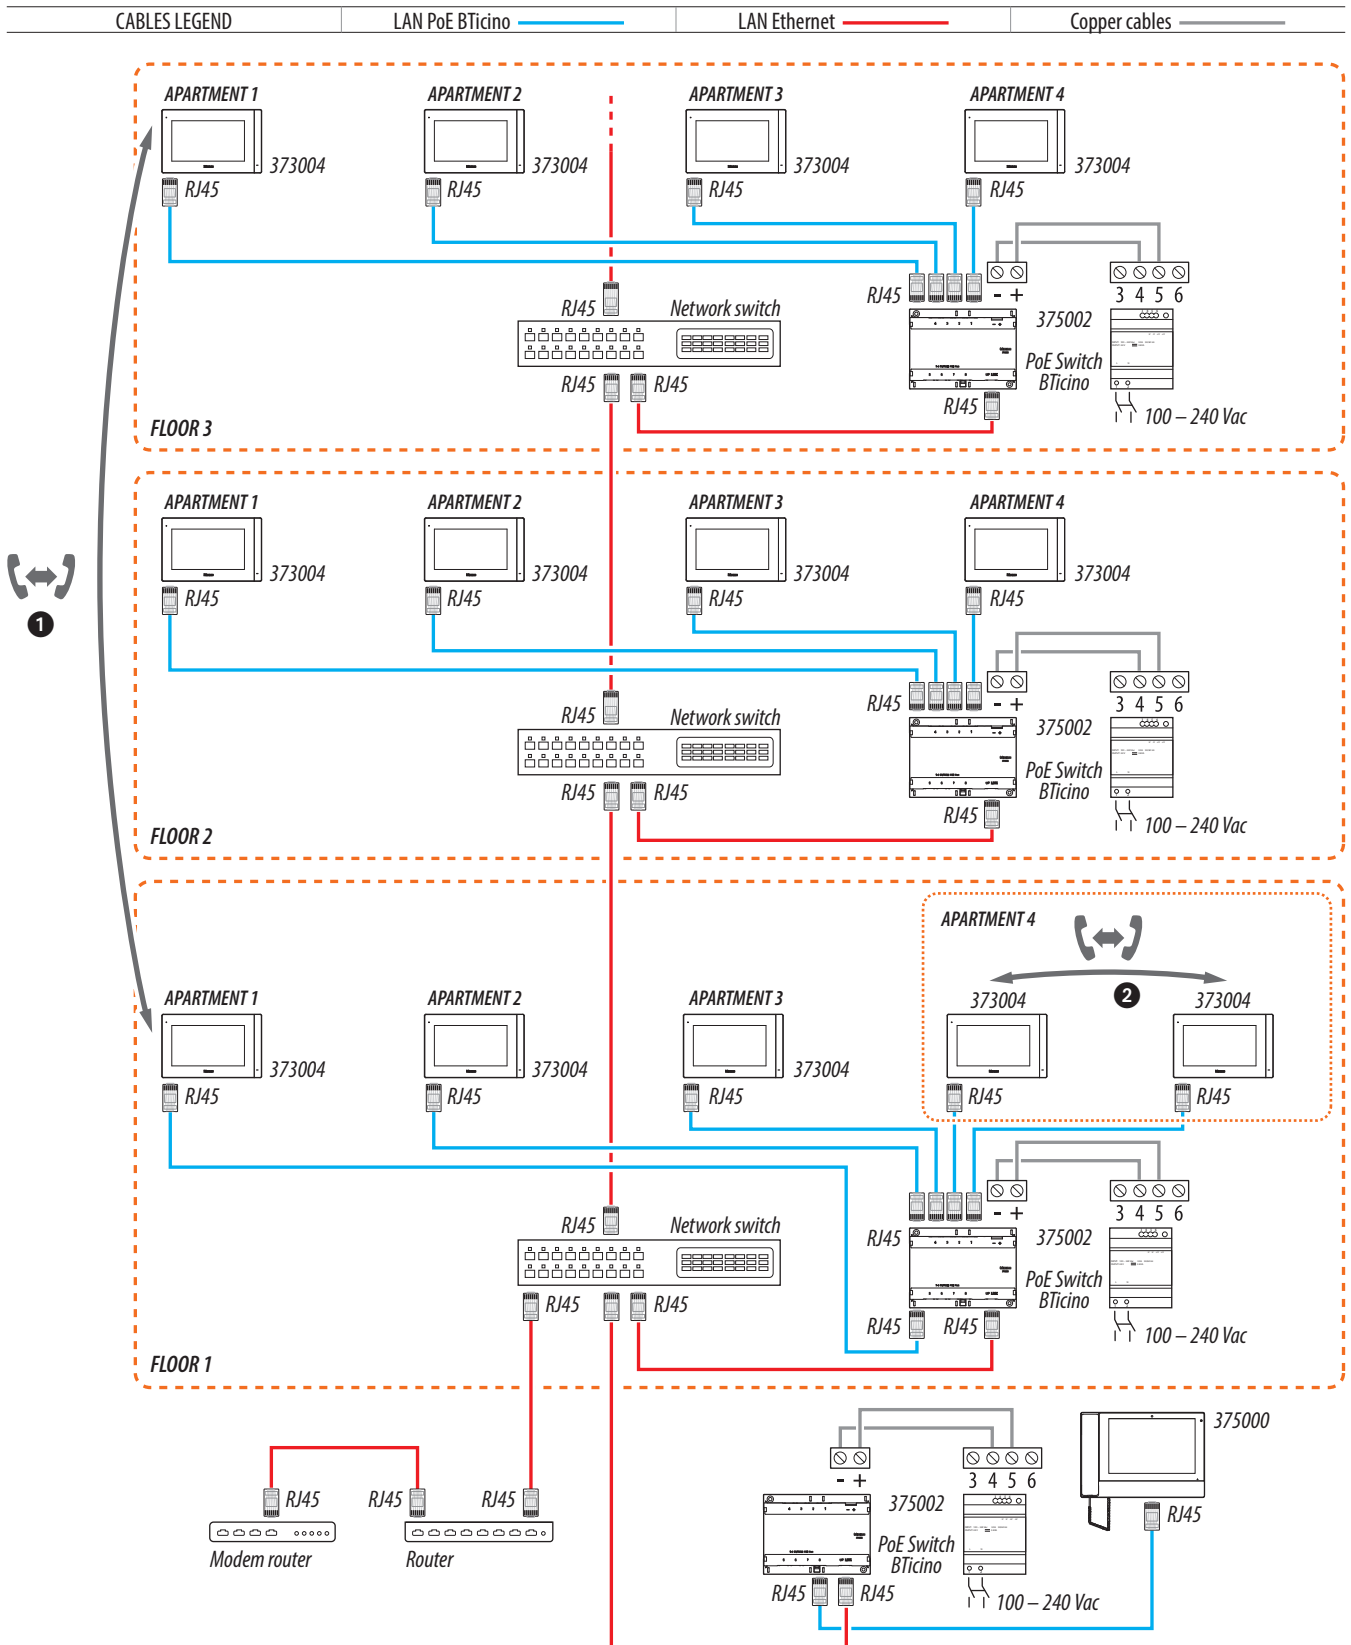 CABLES LEGEND LAN PoE BTicino LAN Ethernet Copper cables
APARTMENT 1 APARTMENT 2 APARTMENT 3 APARTMENT 4
373004 373004 373004 373004
RJ45 RJ45 RJ45 RJ45
RJ45 - + 3 4 5 6
RJ45 Network switch 375002
PoE Switch
BTicino
RJ45 RJ45 RJ45 100 – 240 Vac
FLOOR 3
APARTMENT 1 APARTMENT 2 APARTMENT 3 APARTMENT 4
373004 373004 373004 373004
RJ45 RJ45 RJ45 RJ45
1
RJ45 - + 3 4 5 6
RJ45 Network switch 375002
PoE Switch
BTicino
RJ45 RJ45 RJ45 100 – 240 Vac
FLOOR 2
APARTMENT 4
2
APARTMENT 1 APARTMENT 2 APARTMENT 3 373004 373004
373004 373004 373004
RJ45 RJ45 RJ45 RJ45 RJ45
- + 3 4 5 6
RJ45 Network switch RJ45 375002
PoE Switch
BTicino
RJ45 RJ45 RJ45 RJ45 RJ45 100 – 240 Vac
FLOOR 1
375000
- + 3 4 5 6
RJ45 RJ45 RJ45 375002 RJ45
Modem router Router PoE Switch
BTicino
RJ45 RJ45 100 – 240 Vac